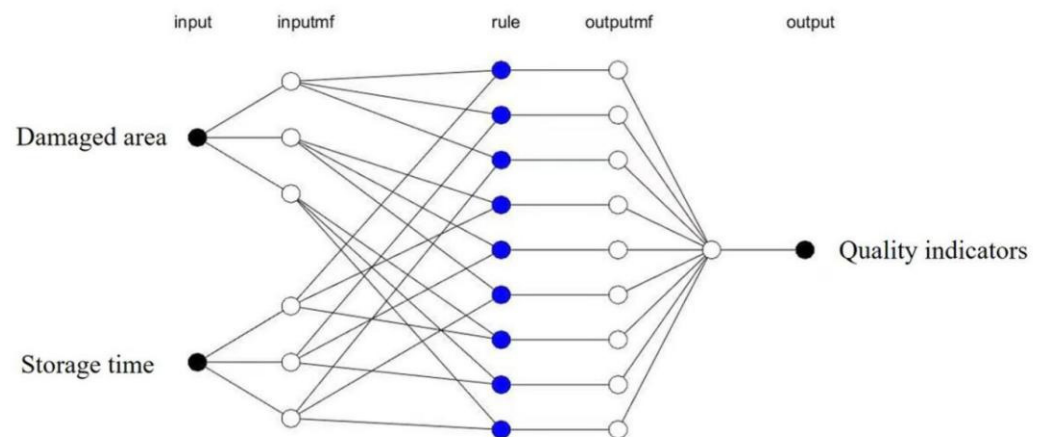 input inputmf rule outputmf output
Damaged area
Quality indicators
Storage time